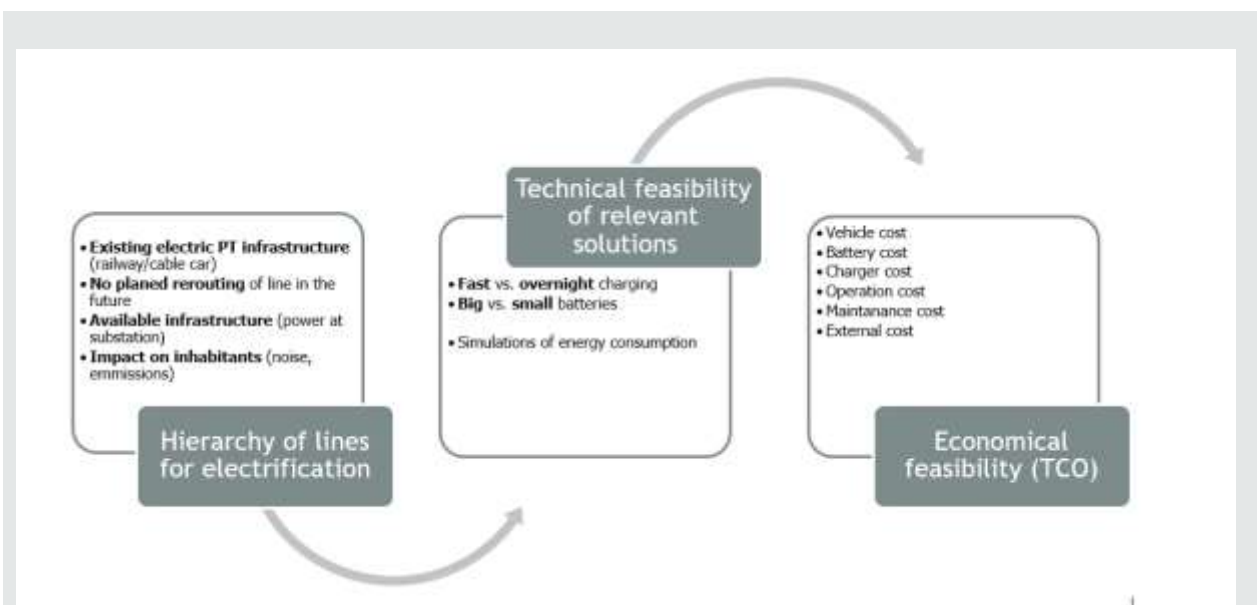 • Existing electric PT infrastructure
(railway/cable car)
• No planed rerouting of line in the
future
• Available infrastructure (power at
substation)
• Impact on inhabitants (noise,
emmissions)
Hierarchy of lines
for electrification
Technical feasibility
of relevant
solutions
• Fast vs. overnight charging
• Big vs. small batteries
• Simulations of energy consumption
• Vehicle cost
• Battery cost
• Charger cost
• Operation cost
• Maintanance cost
• External cost
Economical
feasibility (TCO)